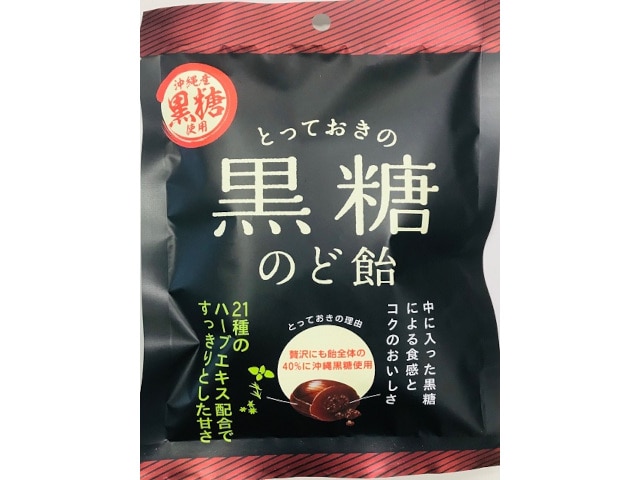 沖縄産
黒糖
使用
とっておきの
黒糖
のど飴
中に入った黒糖
による食感と
コクのおいしさ
とっておきの理由
贅沢にも飴全体の
40%に沖縄黒糖使用
21種の
ハーブエキス配合で
すっきりとした甘さ